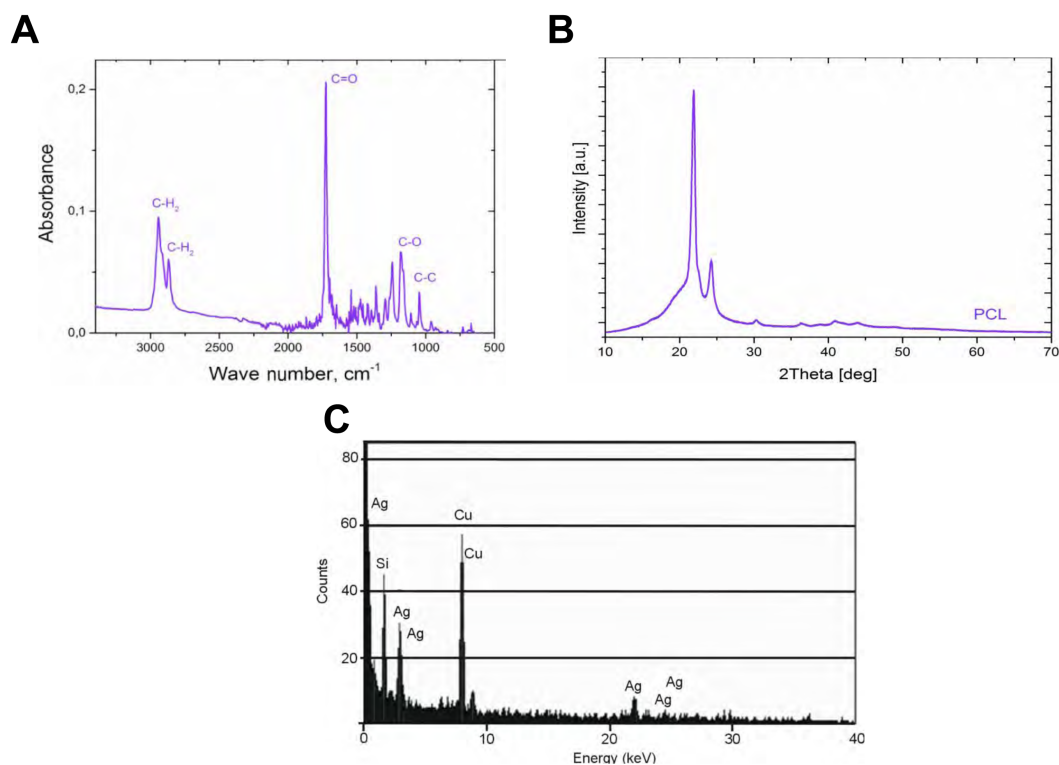 A
0,2
0,1
0,0
Absorbance
C-H2
C-H2
C=O
C-O
C-C
3000 2500 2000 1500 1000 500
Wave number, cm-1
B
Intensity [a.u.]
PCL
10 20 30 40 50 60 70
2Theta [deg]
C
80
60
40
20
Counts
Ag
Si
Ag
Ag
Cu
Cu
Ag
Ag
Ag
0 10 20 30 40
Energy (keV)